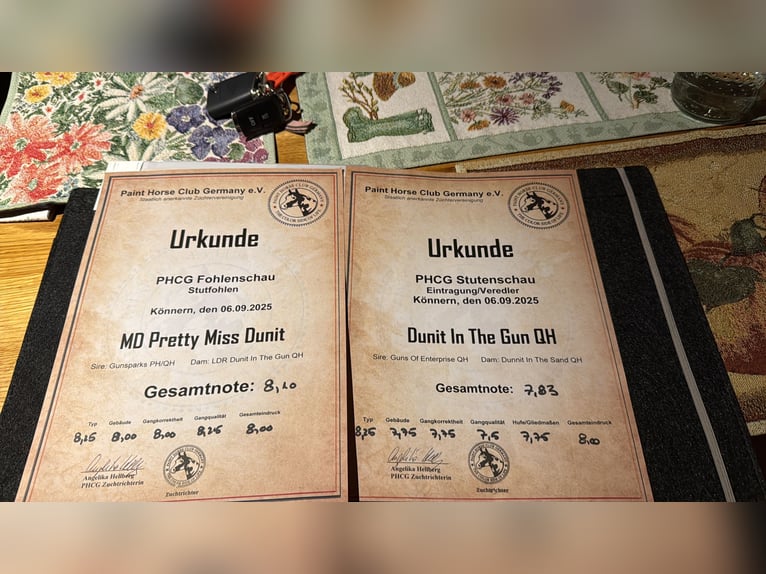 Paint Horse Club Germany e.V.
Staatlich anerkannte Züchtervereinigung
Urkunde
PHCG Fohlenschau
Stutfohlen
Könnern, den 06.09.2025
MD Pretty Miss Dunit
Sire: Gunsparks PH/QH Dam: LDR Dunit In The Gun QH
Gesamtnote: 8,10
Typ Gebäude Gangkorrektheit Gangqualität Gesamteindruck
8,25 8,00 8,00 8,25 8,00
Angelika Hellberg
PHCG Zuchtrichterin
Zuchtrichter
Paint Horse Club Germany e.V.
Staatlich anerkannte Züchtervereinigung
Urkunde
PHCG Stutenschau
Eintragung/Veredler
Könnern, den 06.09.2025
Dunit In The Gun QH
Sire: Guns Of Enterprise QH Dam: Dunnit In The Sand QH
Gesamtnote: 7,83
Typ Gebäude Gangkorrektheit Gangqualität Hufe/Gliedmaßen Gesamteindruck
8,25 7,75 7,75 7,5 7,75 8,00
Angelika Hellberg
PHCG Zuchtrichterin
Zuchtrichter